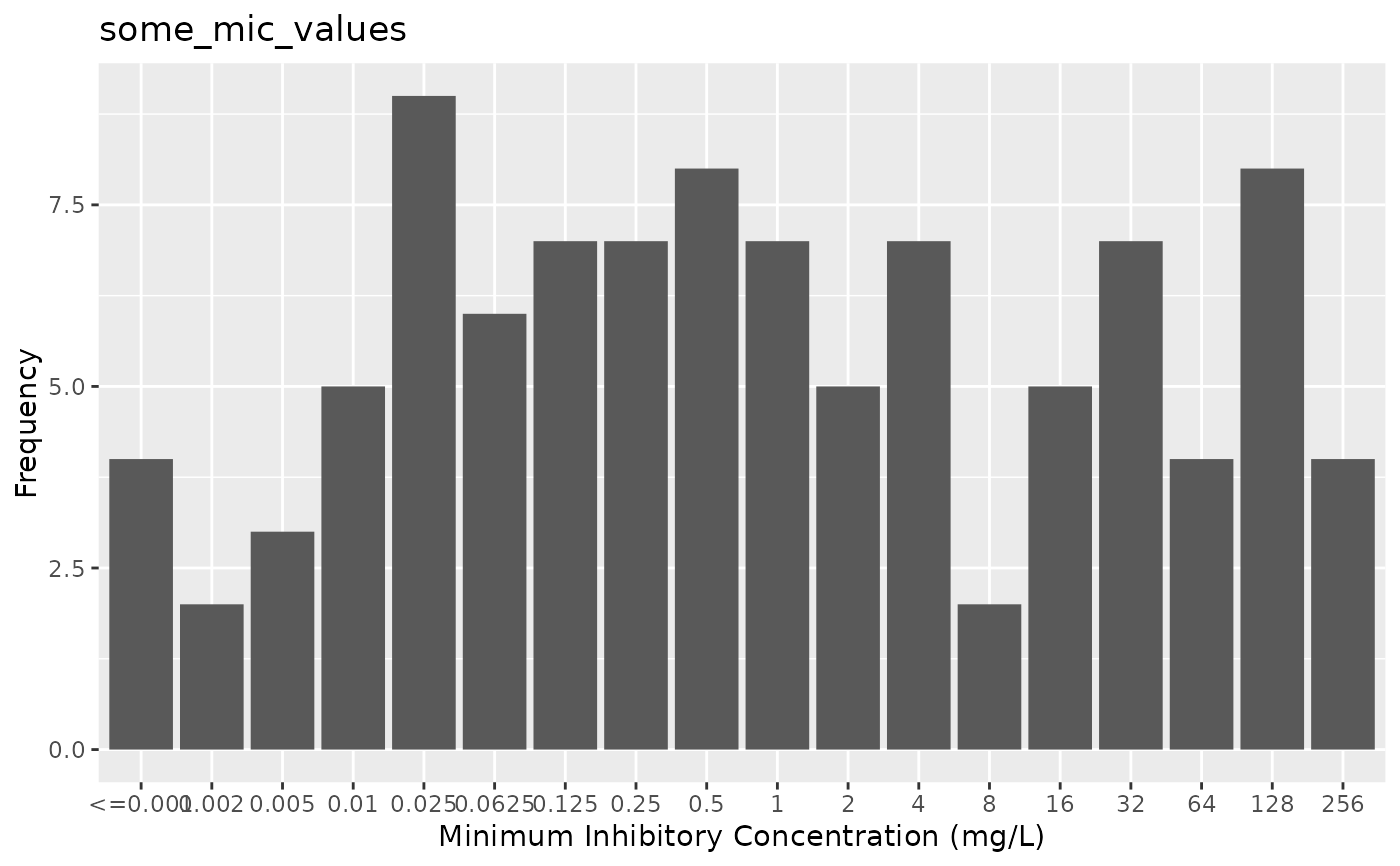 some_mic_values
Frequency
7.5
5.0
2.5
0.0
<=0.001 0.002 0.005 0.01 0.025 0.0625 0.125 0.25 0.5 1 2 4 8 16 32 64 128 256
Minimum Inhibitory Concentration (mg/L)